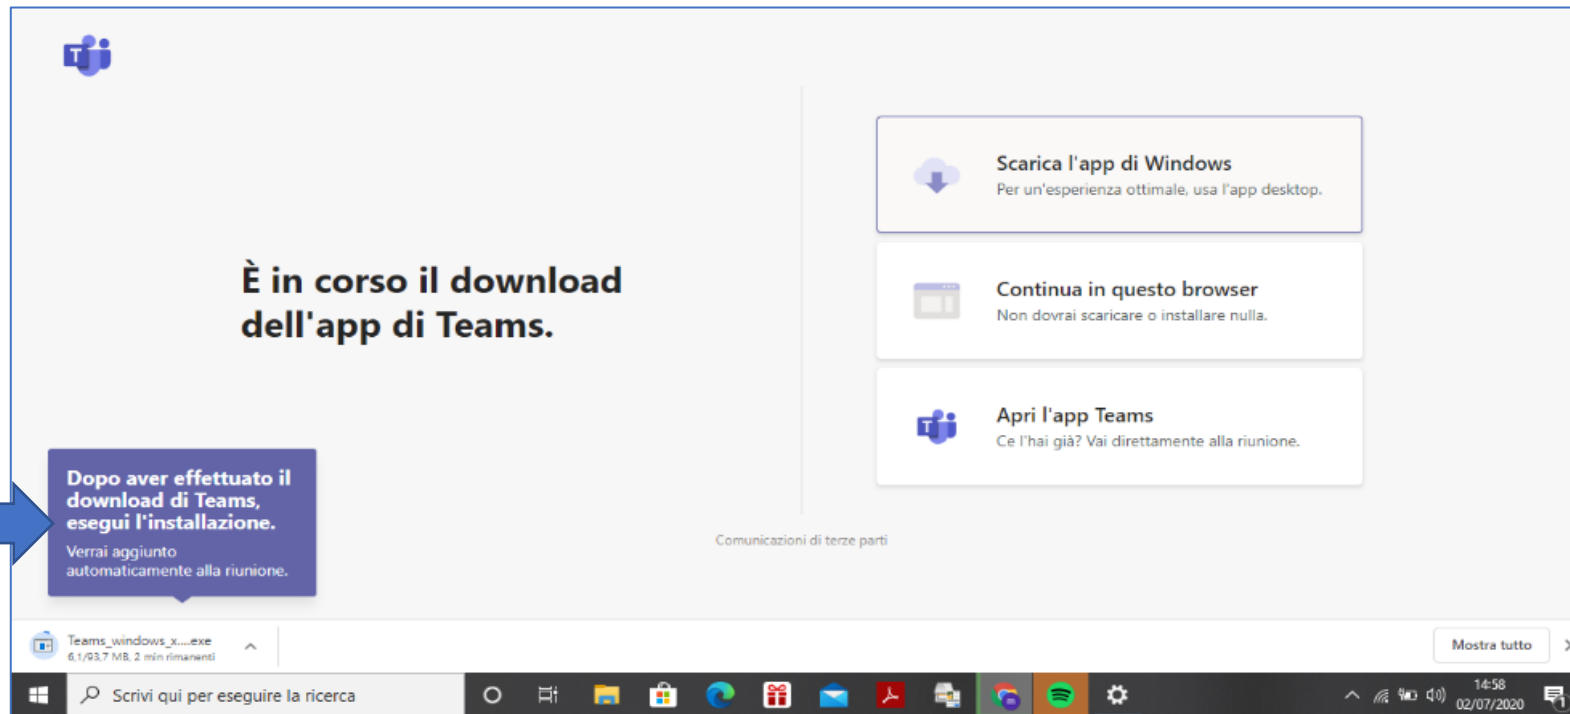 È in corso il download
dell'app di Teams.
Scarica l'app di Windows
Per un'esperienza ottimale, usa l'app desktop.
Continua in questo browser
Non dovrai scaricare o installare nulla.
Apri l'app Teams
Ce l'hai già? Vai direttamente alla riunione.
Dopo aver effettuato il
download di Teams,
esegui l'installazione.
Verrai aggiunto
automaticamente alla riunione.
Comunicazioni di terze parti
Teams_windows_x....exe
6,1/93,7 MB, 2 min rimanenti
Mostra tutto
Scrivi qui per eseguire la ricerca
14:58
02/07/2020